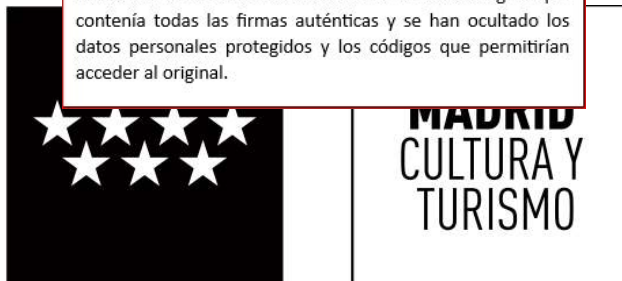 contenía todas las firmas auténticas y se han ocultado los
datos personales protegidos y los códigos que permitirían
acceder al original.
MADRID
CULTURA Y
TURISMO